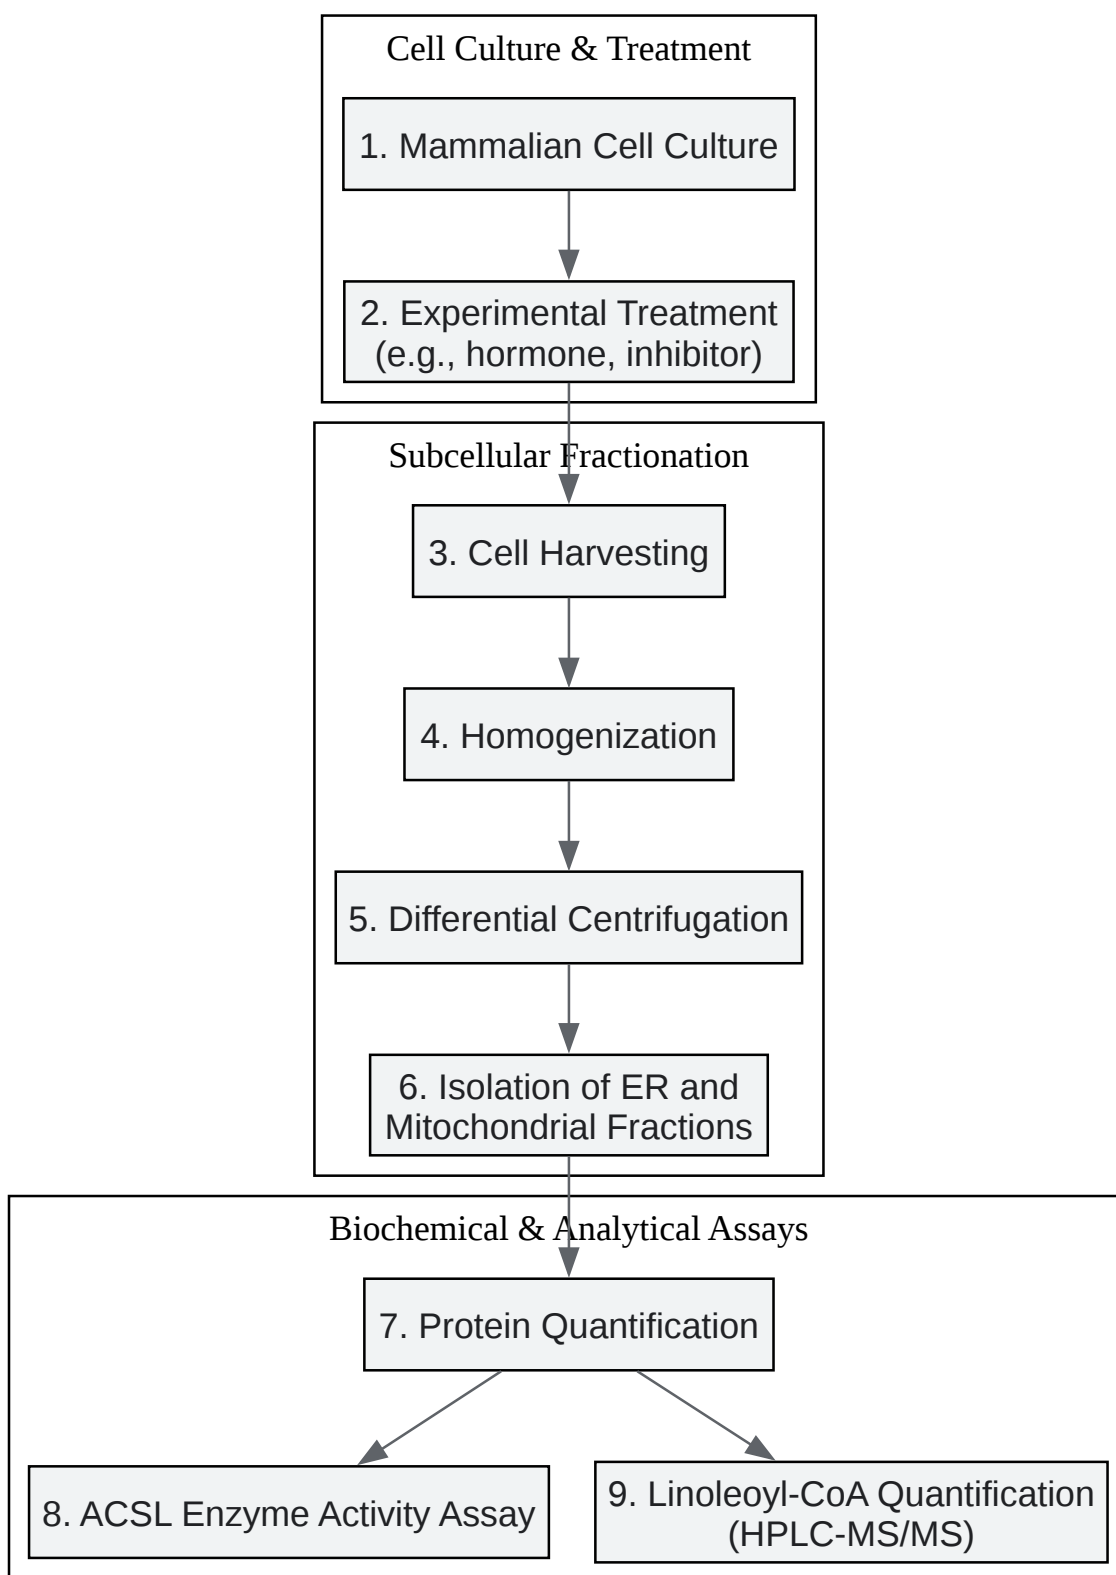 Cell Culture & Treatment
1. Mammalian Cell Culture
2. Experimental Treatment
(e.g., hormone, inhibitor)
Subcellular Fractionation
3. Cell Harvesting
4. Homogenization
5. Differential Centrifugation
6. Isolation of ER and
Mitochondrial Fractions
Biochemical & Analytical Assays
7. Protein Quantification
8. ACSL Enzyme Activity Assay
9. Linoleoyl-CoA Quantification
(HPLC-MS/MS)